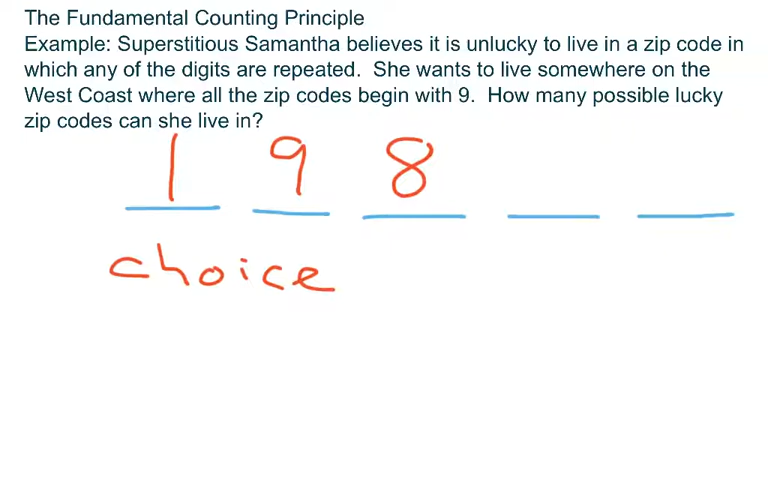 The Fundamental Counting Principle
Example: Superstitious Samantha believes it is unlucky to live in a zip code in
which any of the digits are repeated.  She wants to live somewhere on the
West Coast where all the zip codes begin with 9.  How many possible lucky
zip codes can she live in?
1 9 8
choice